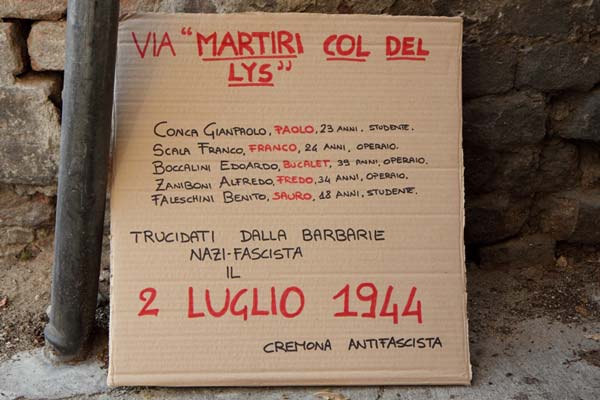 VIA "MARTIRI COL DEL
LYS"
CONCA GIANPAOLO, PAOLO, 23 ANNI, STUDENTE.
SCALA FRANCO, FRANCO, 24 ANNI, OPERAIO.
BOCCALINI EDOARDO, BUCALET, 39 ANNI, OPERAIO.
ZANIBONI ALFREDO, FREDO, 34 ANNI, OPERAIO.
FALESCHINI BENITO, SAURO, 18 ANNI, STUDENTE.
TRUCIDATI DALLA BARBARIE
NAZI-FASCISTA
IL
2 LUGLIO 1944
CREMONA ANTIFASCISTA